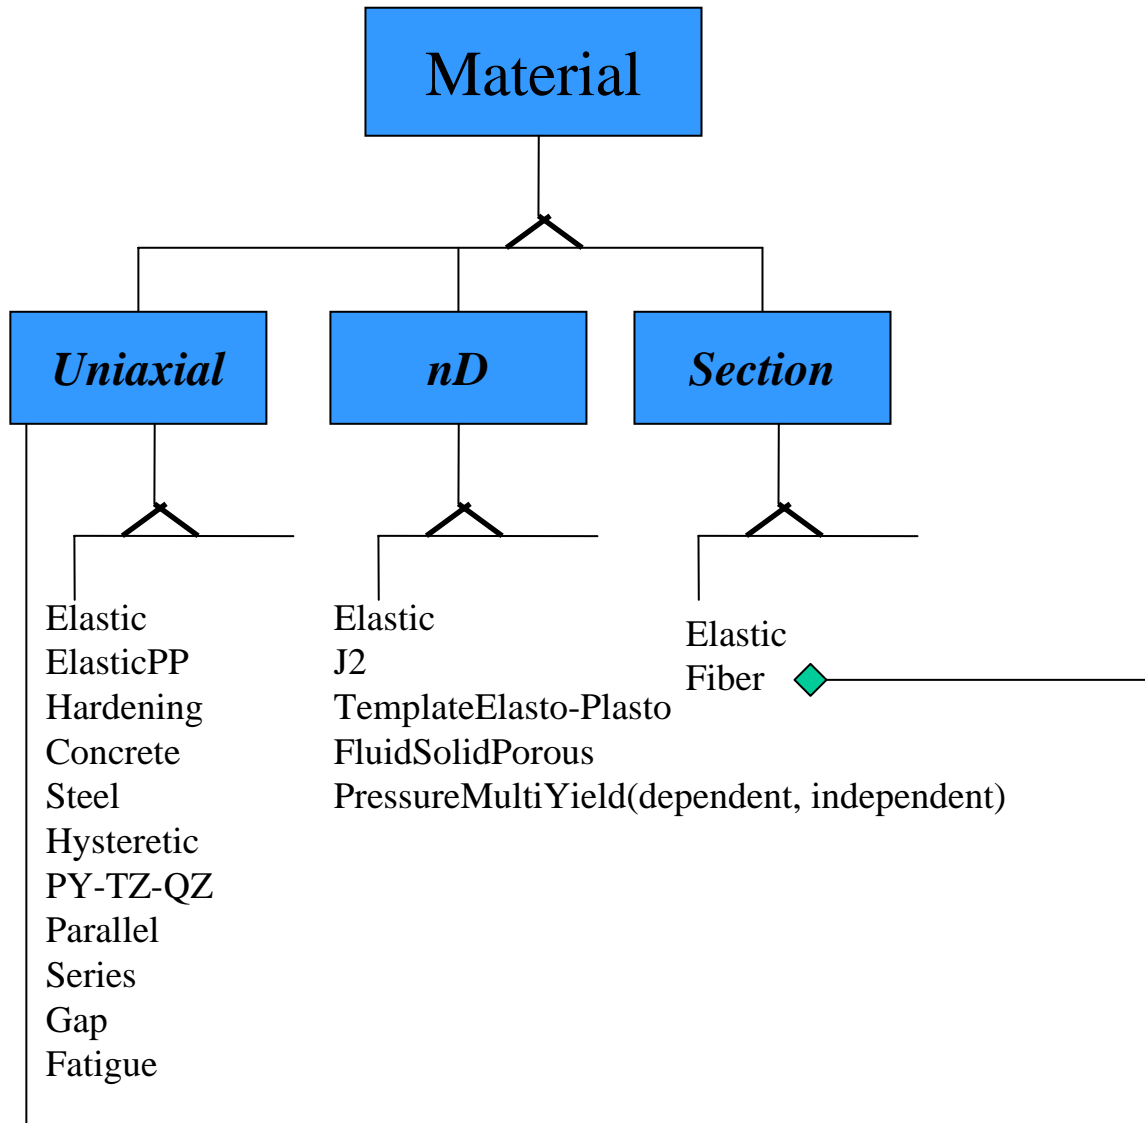 Material
Uniaxial
nD
Section
Elastic
ElasticPP
Hardening
Concrete
Steel
Hysteretic
PY-TZ-QZ
Parallel
Series
Gap
Fatigue
Elastic
J2
TemplateElasto-Plasto
FluidSolidPorous
PressureMultiYield(dependent, independent)
Elastic
Fiber